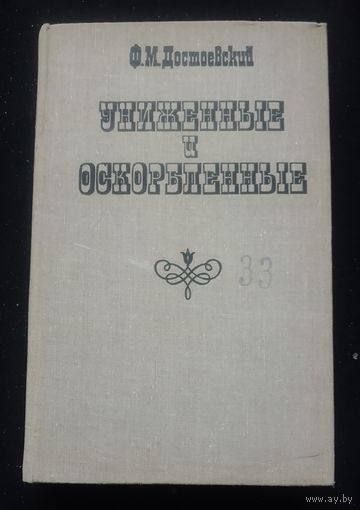 Ф.М.Достоевский
УНИЖЕННЫЕ
И
ОСКОРБЛЕННЫЕ
33
www.ay.by